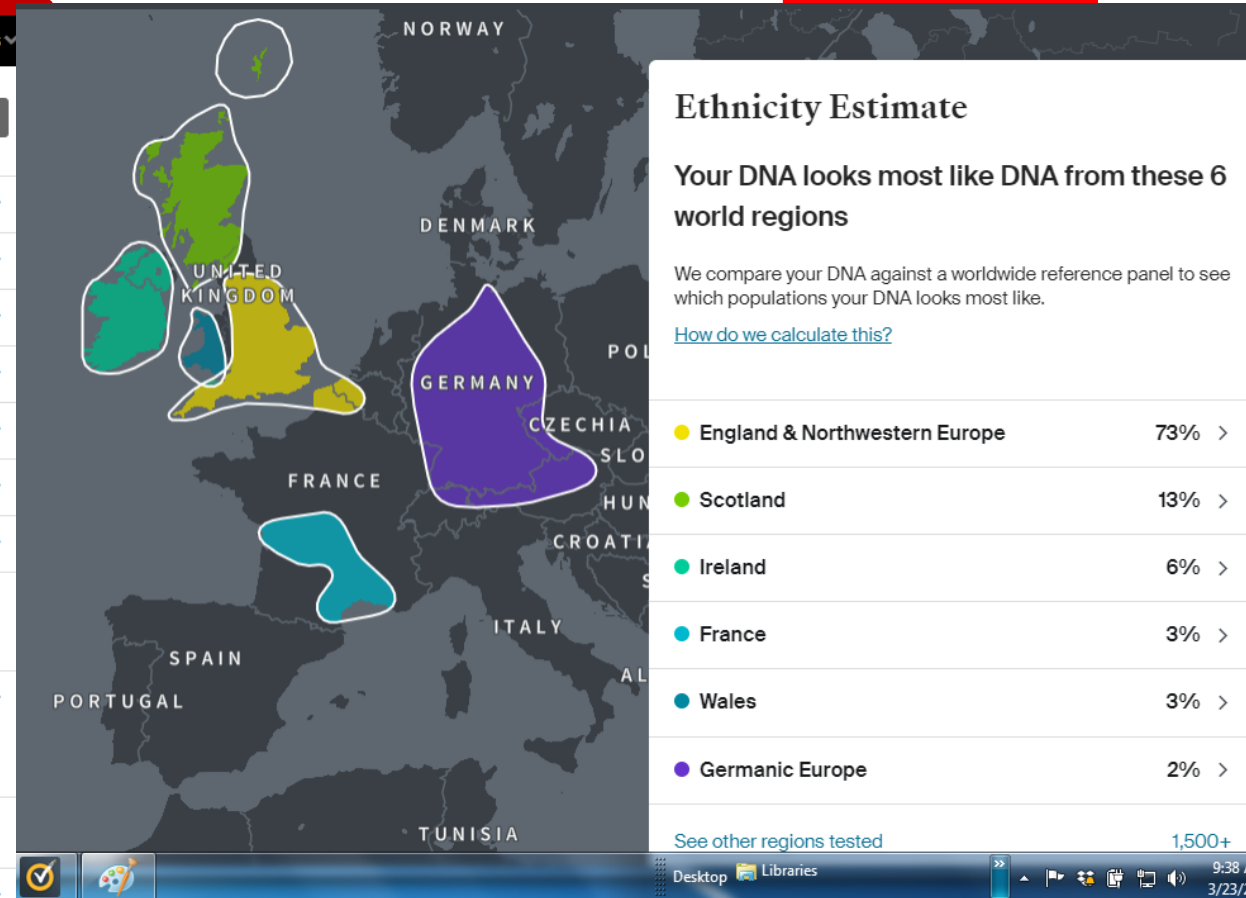 NORWAY
DENMARK
UNITED
KINGDOM
GERMANY
CZECHIA
FRANCE
ITALY
SPAIN
PORTUGAL
TUNISIA
POL
SLO
HUN
CROATI
AL
Ethnicity Estimate
Your DNA looks most like DNA from these 6
world regions
We compare your DNA against a worldwide reference panel to see
which populations your DNA looks most like.
How do we calculate this?
England & Northwestern Europe 73%
Scotland 13%
Ireland 6%
France 3%
Wales 3%
Germanic Europe 2%
See other regions tested 1,500+
Desktop Libraries
9:38
3/23/